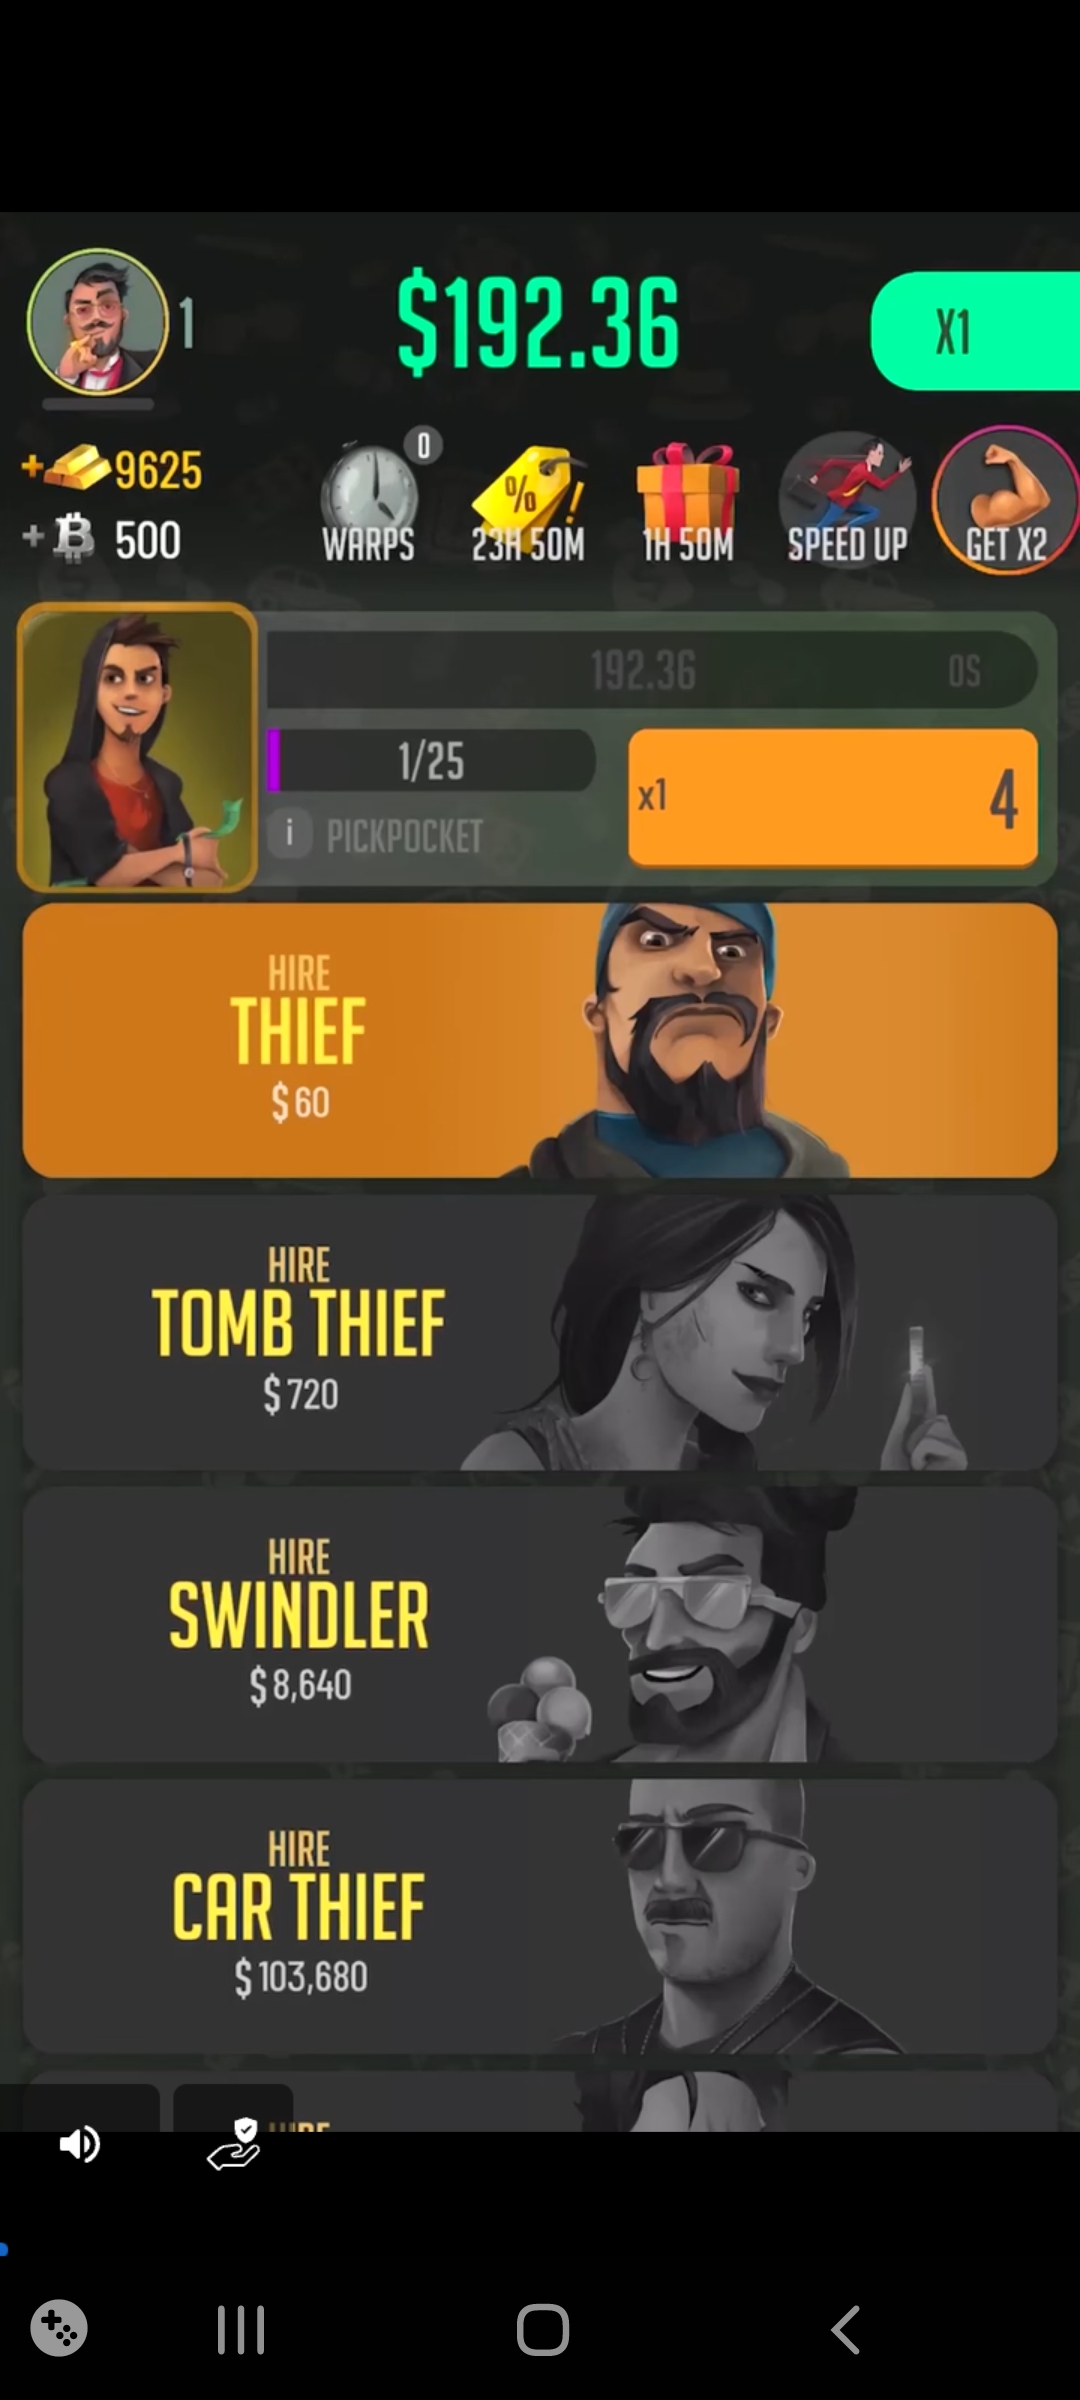 1
$192.36
X1
+ 9625
+ 500
0
WARPS
%
!
23H 50M
1H 50M
SPEED UP
GET X2
192.36
0S
1/25
x1
4
i
PICKPOCKET
HIRE
THIEF
$ 60
HIRE
TOMB THIEF
$ 720
HIRE
SWINDLER
$ 8,640
HIRE
CAR THIEF
$ 103,680
HIRE